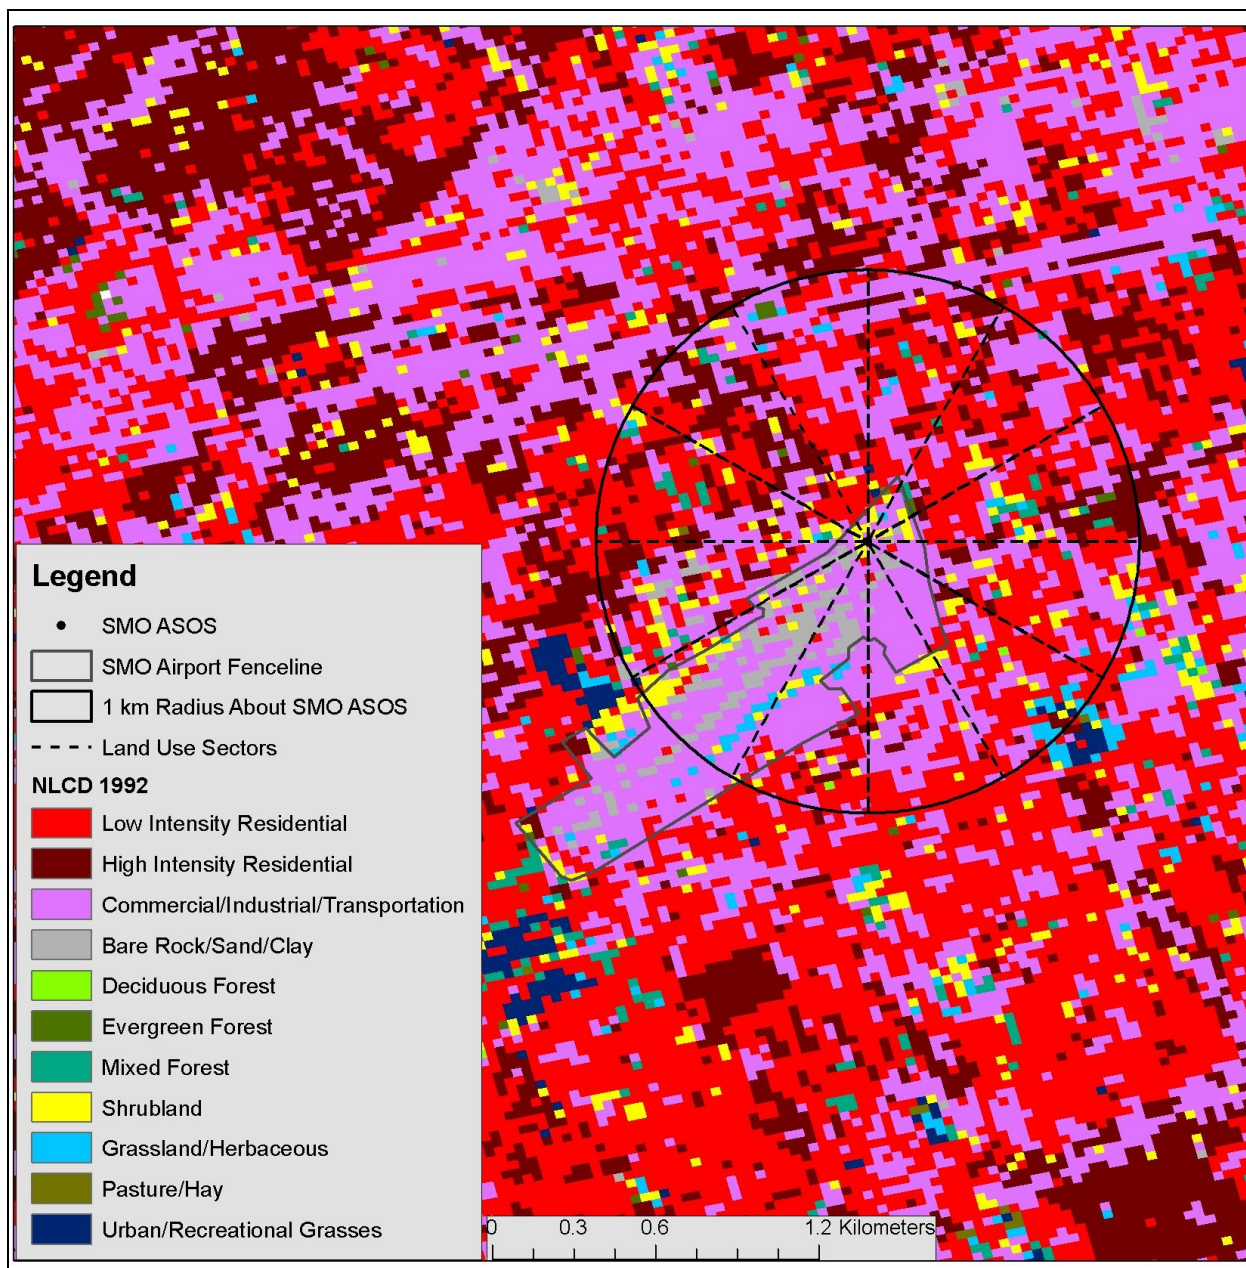 Legend
SMO ASOS
SMO Airport Fenceline
1 km Radius About SMO ASOS
Land Use Sectors
NLCD 1992
Low Intensity Residential
High Intensity Residential
Commercial/Industrial/Transportation
Bare Rock/Sand/Clay
Deciduous Forest
Evergreen Forest
Mixed Forest
Shrubland
Grassland/Herbaceous
Pasture/Hay
Urban/Recreational Grasses
0 0.3 0.6 1.2 Kilometers